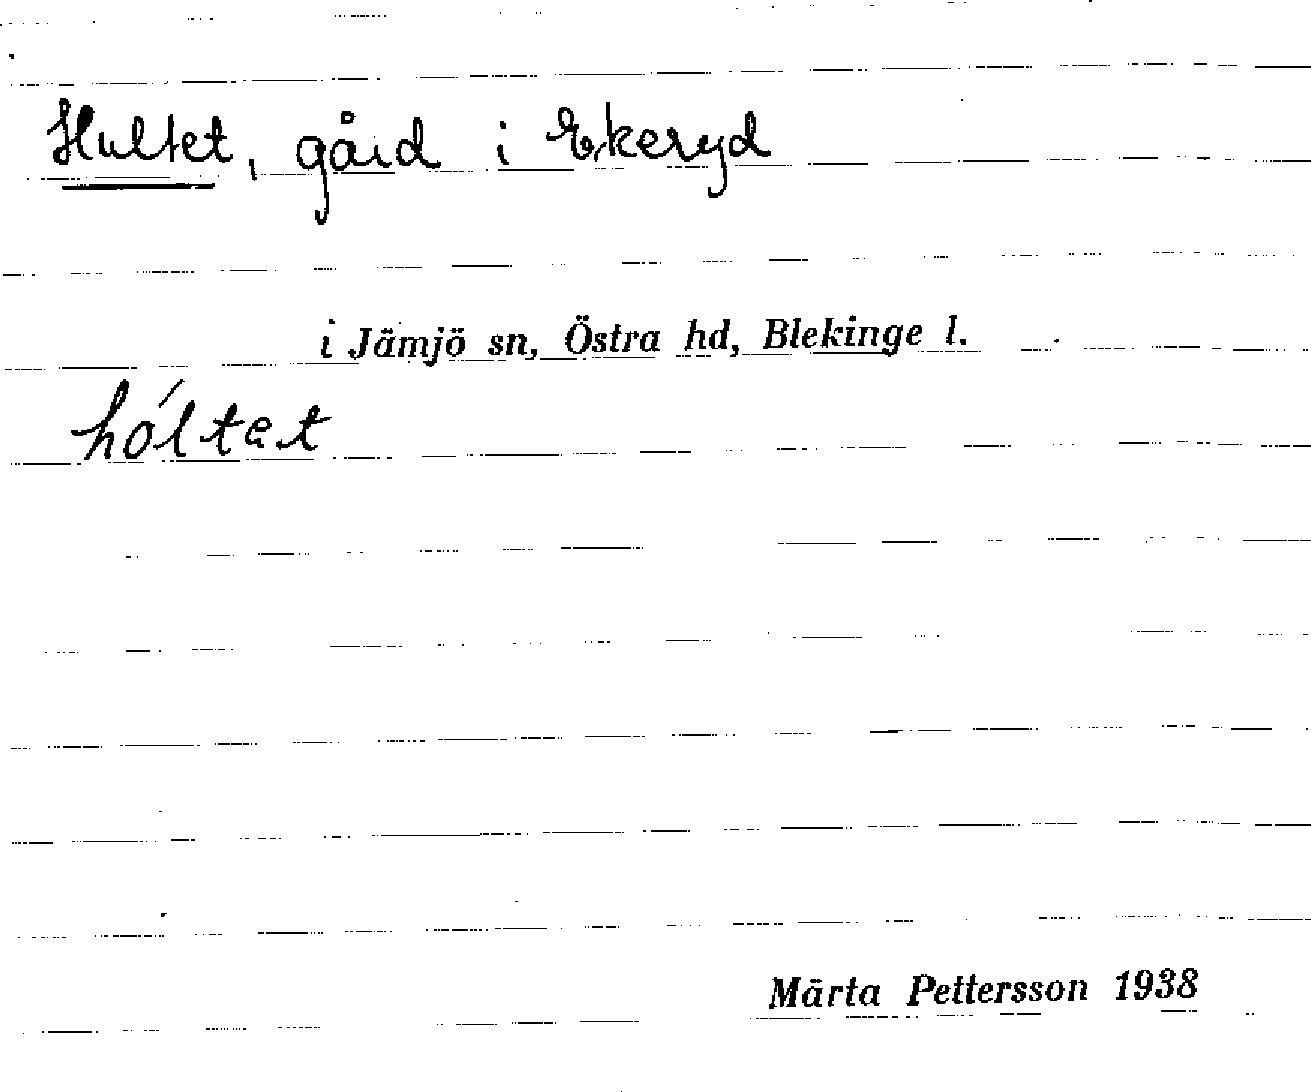 Hultet, gård i Ekeryd
i Jämjö sn, Östra hd, Blekinge l.
hóltet
Märta Pettersson 1938